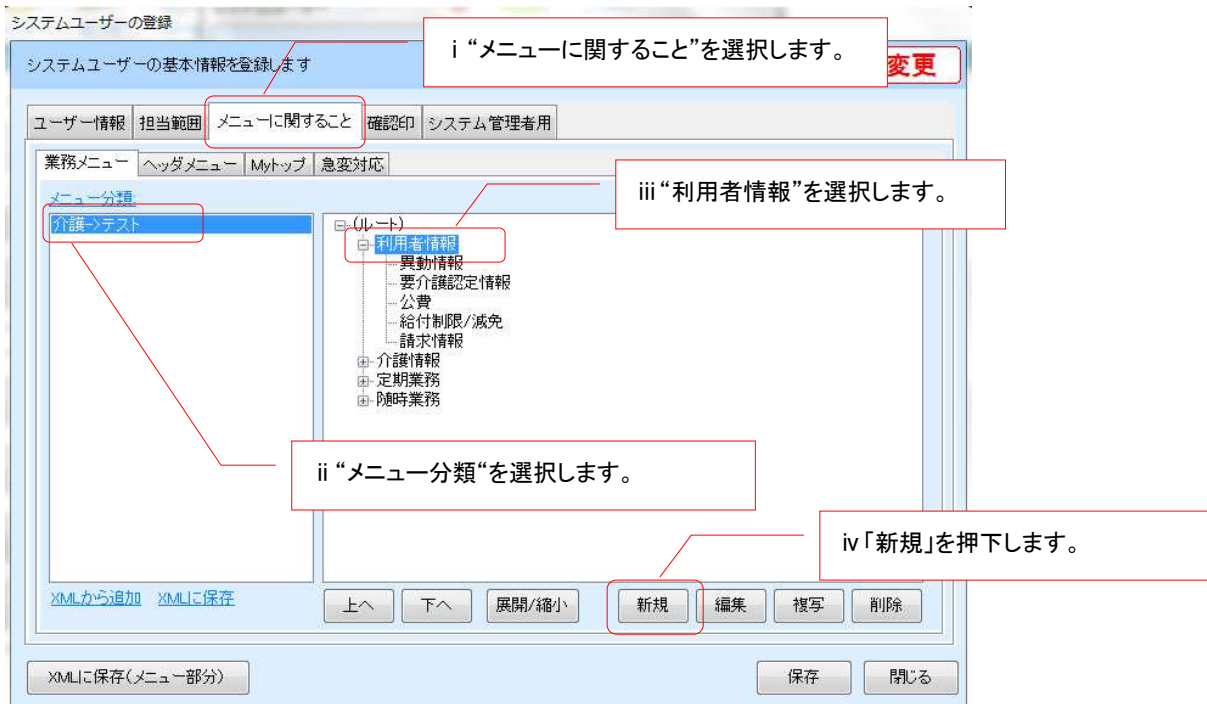 システムユーザーの登録
ⅰ“メニューに関すること”を選択します。
システムユーザーの基本情報を登録します
変更
ユーザー情報 担当範囲 メニューに関すること 確認印 システム管理者用
業務メニュー ヘッダメニュー Myトップ 急変対応
ⅲ“利用者情報”を選択します。
メニュー分類:
介護->テスト
(ルート)
利用者情報
異動情報
要介護認定情報
公費
給付制限/減免
請求情報
介護情報
定期業務
随時業務
ⅱ“メニュー分類“を選択します。
ⅳ「新規」を押下します。
XMLから追加 XMLに保存
上へ 下へ 展開/縮小 新規 編集 複写 削除
XMLに保存(メニュー部分) 保存 閉じる